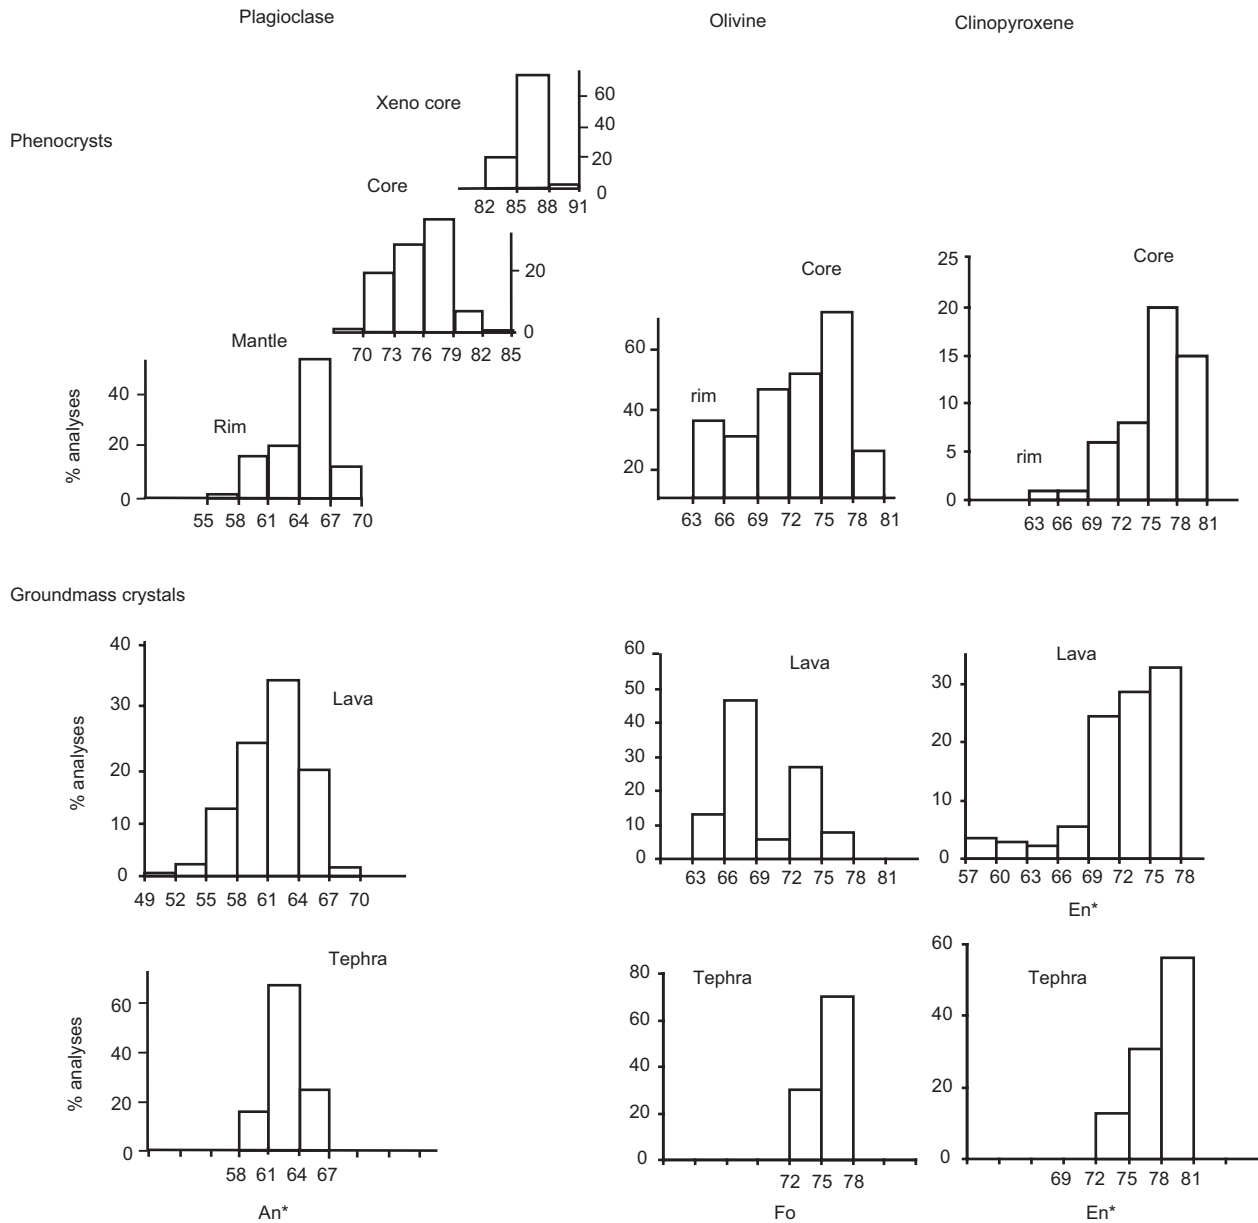 Plagioclase
Olivine
Clinopyroxene
Phenocrysts
Xeno core
60
40
20
0
82 85 88 91
Core
20
0
70 73 76 79 82 85
Mantle
Rim
% analyses
40
20
0
55 58 61 64 67 70
Core
rim
60
40
20
63 66 69 72 75 78 81
Core
rim
25
20
15
10
5
0
63 66 69 72 75 78 81
Groundmass crystals
Lava
% analyses
40
30
20
10
0
49 52 55 58 61 64 67 70
Lava
60
50
40
30
20
10
0
63 66 69 72 75 78 81
Lava
30
20
10
0
57 60 63 66 69 72 75 78
En*
Tephra
% analyses
60
40
20
0
58 61 64 67
An*
Tephra
80
60
40
20
0
72 75 78
Fo
Tephra
60
40
20
0
69 72 75 78 81
En*